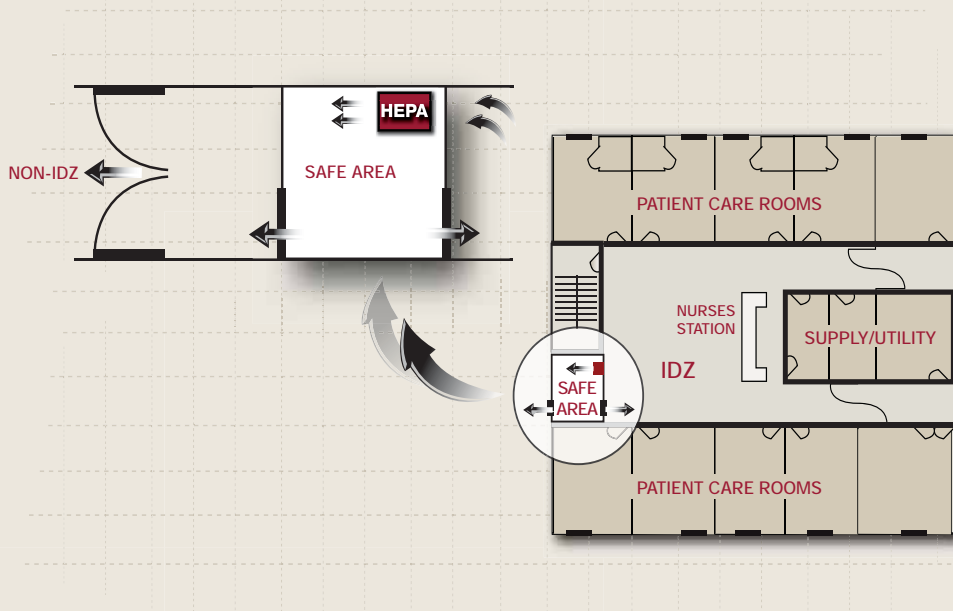 HEPA
NON-IDZ
SAFE AREA
PATIENT CARE ROOMS
NURSES
STATION
SUPPLY/UTILITY
IDZ
SAFE
AREA
PATIENT CARE ROOMS